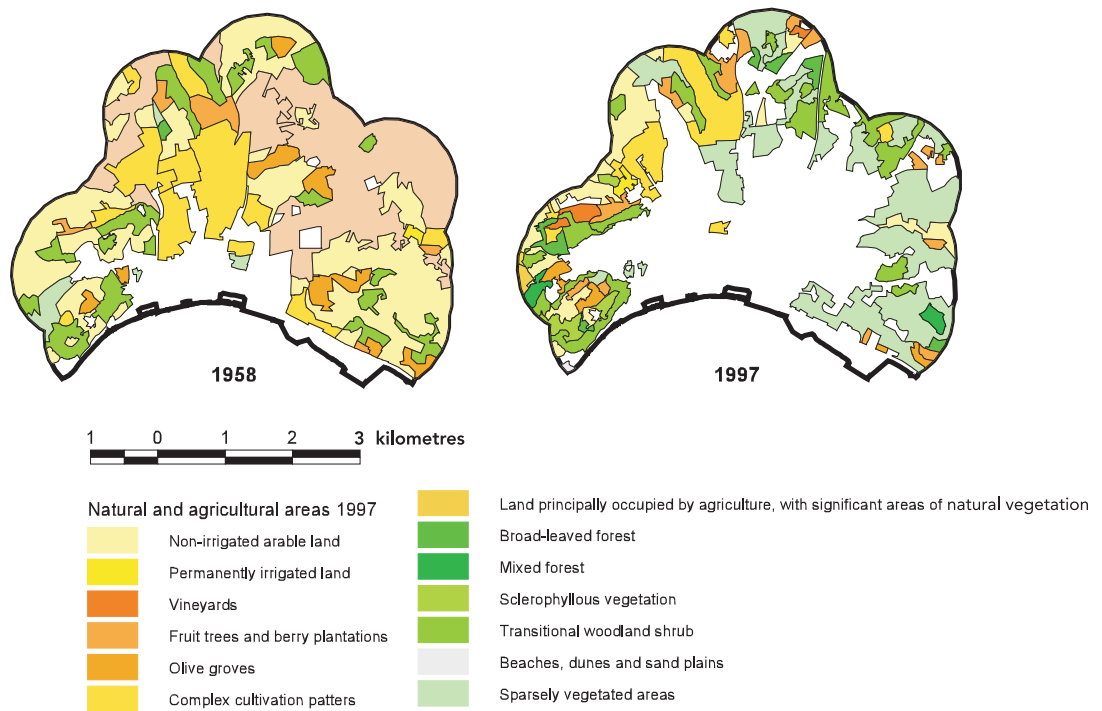 1958
1997
1 0 1 2 3 kilometres
Natural and agricultural areas 1997
Non-irrigated arable land
Permanently irrigated land
Vineyards
Fruit trees and berry plantations
Olive groves
Complex cultivation patters
Land principally occupied by agriculture, with significant areas of natural vegetation
Broad-leaved forest
Mixed forest
Sclerophyllous vegetation
Transitional woodland shrub
Beaches, dunes and sand plains
Sparsely vegetated areas